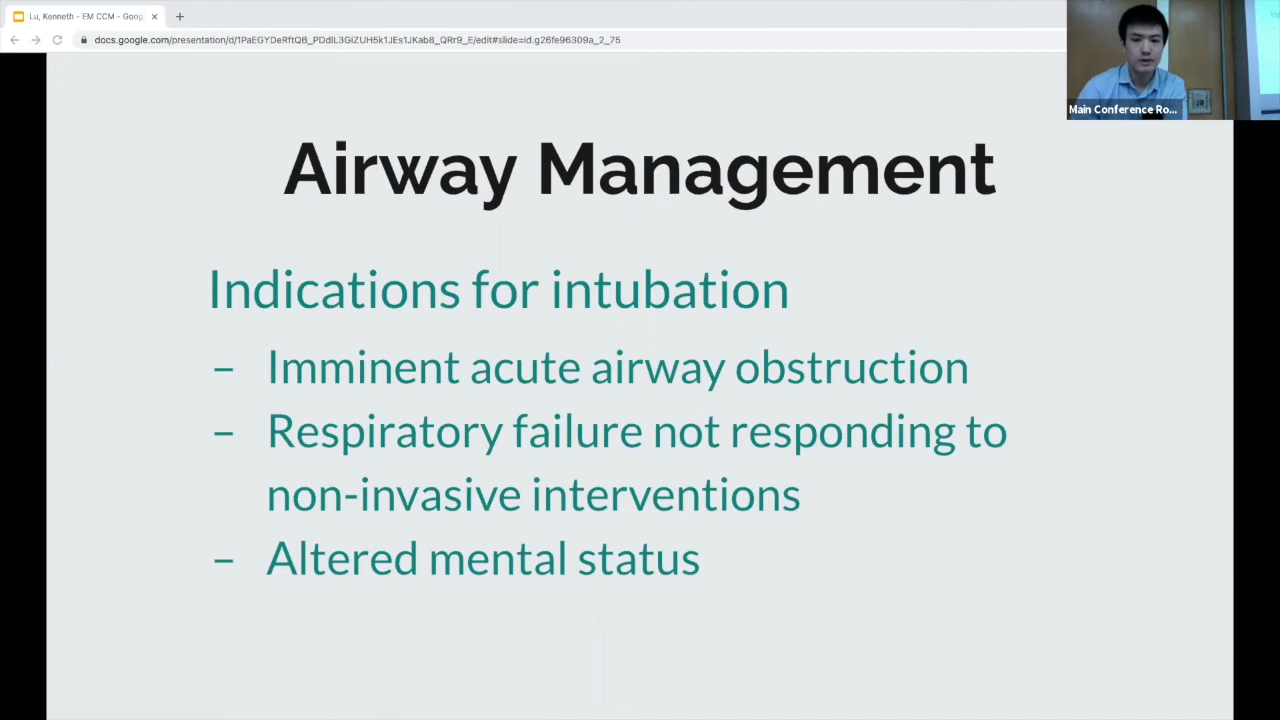 Lu, Kenneth - EM CCM - Goog
docs.google.com/presentation/d/1PaEGYDeRftQB_PDdlL3GiZUH5k1JEs1JKab8_QRr9_E/edit#slide=id.g26fe96309a_2_75
Main Conference Ro...
Airway Management
Indications for intubation
– Imminent acute airway obstruction
– Respiratory failure not responding to
non-invasive interventions
– Altered mental status